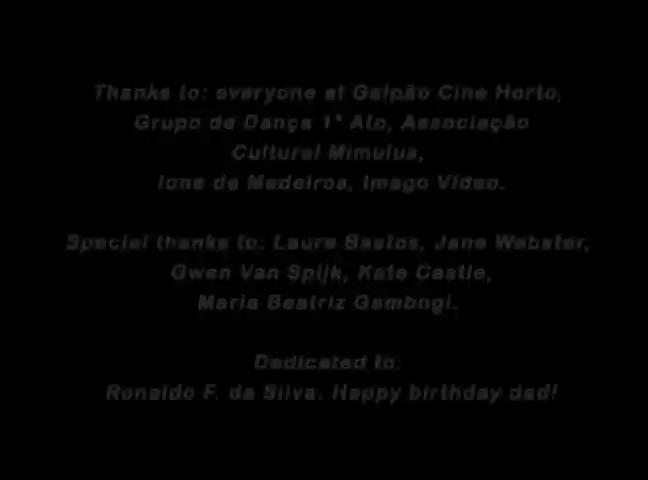 Thanks to: everyone at Galpão Cine Horto,
Grupo de Dança 1° Ato, Associação
Cultural Mimulus,
Ione de Medeiros, Imago Vídeo.
Special thanks to: Laura Bastos, Jane Webster,
Gwen Van Spijk, Kate Castle,
Maria Beatriz Gambogi.
Dedicated to:
Ronaldo F. da Silva. Happy birthday dad!